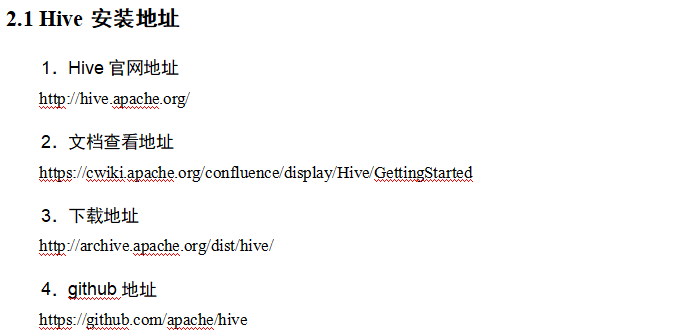 2.1 Hive 安装地址
1．Hive 官网地址
http://hive.apache.org/
2．文档查看地址
https://cwiki.apache.org/confluence/display/Hive/GettingStarted
3．下载地址
http://archive.apache.org/dist/hive/
4．github 地址
https://github.com/apache/hive